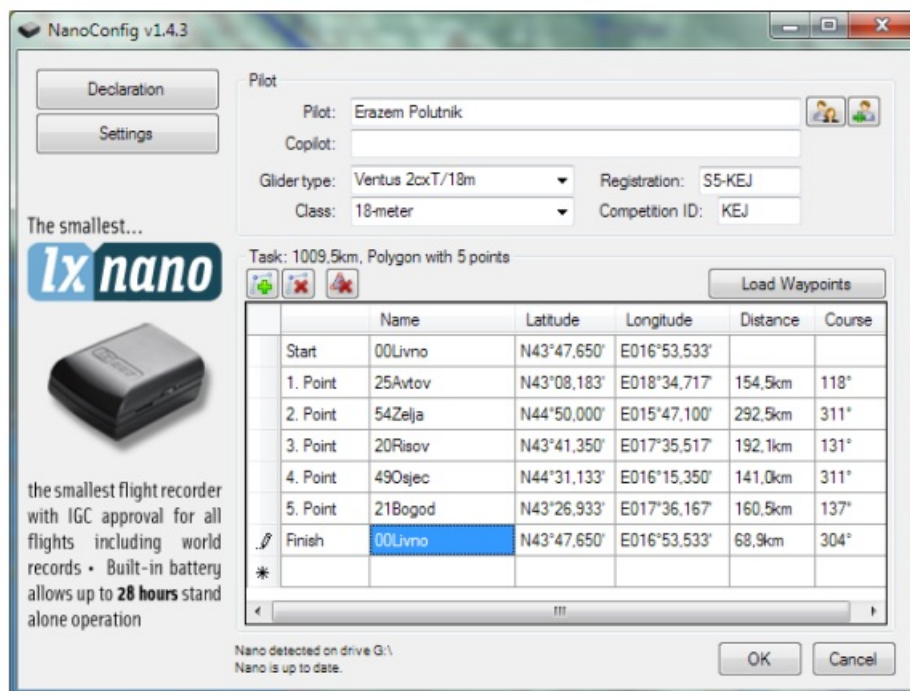 NanoConfig v1.4.3
Declaration
Settings
The smallest...
lx nano
the smallest flight recorder
with IGC approval for all
flights including world
records • Built-in battery
allows up to 28 hours stand
alone operation
Pilot
Pilot: Erazem Polutnik
Copilot:
Glider type: Ventus 2cxT/18m Registration: S5-KEJ
Class: 18-meter Competition ID: KEJ
Task: 1009,5km, Polygon with 5 points
Load Waypoints
Name Latitude Longitude Distance Course
Start 00Livno N43°47,650' E016°53,533'
1. Point 25Avtov N43°08,183' E018°34,717' 154,5km 118°
2. Point 54Zelja N44°50,000' E015°47,100' 292,5km 311°
3. Point 20Risov N43°41,350' E017°35,517' 192,1km 131°
4. Point 49Osjec N44°31,133' E016°15,350' 141,0km 311°
5. Point 21Bogod N43°26,933' E017°36,167' 160,5km 137°
Finish 00Livno N43°47,650' E016°53,533' 68,9km 304°
Nano detected on drive G:\
Nano is up to date.
OK Cancel